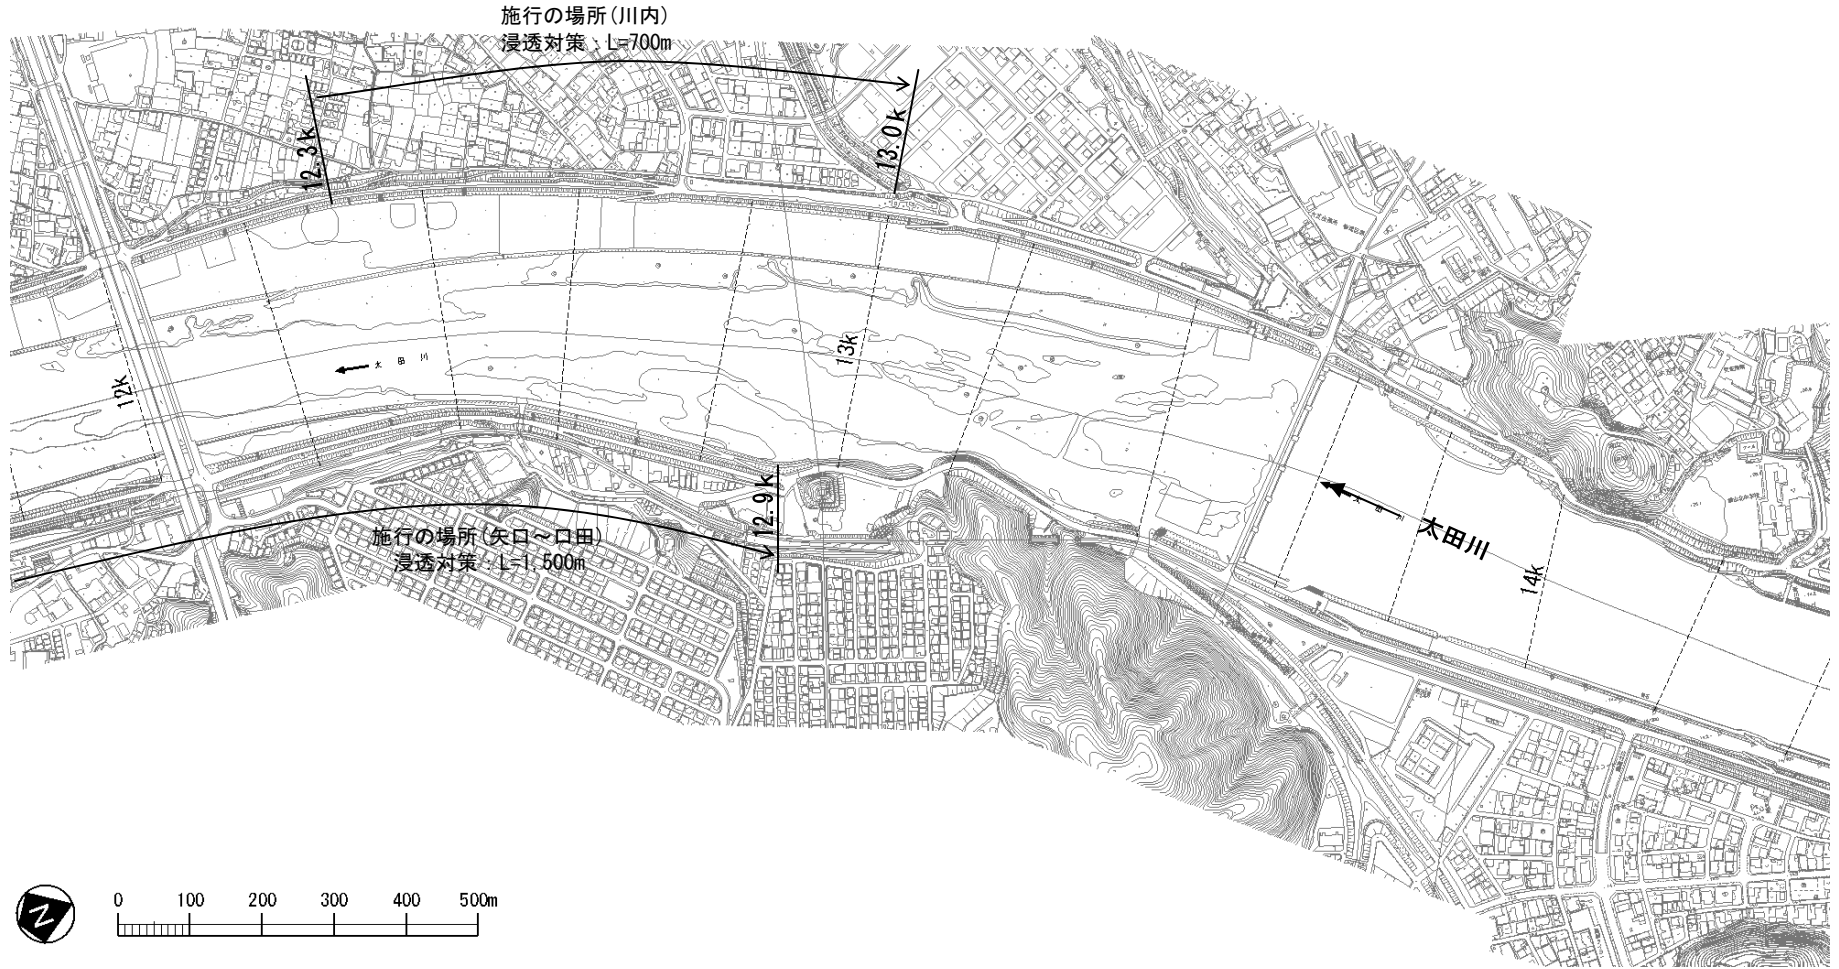 施行の場所(川内)
浸透対策:L=700m
12.3k
13.0k
13k
12k
太田川
12.9k
施行の場所(矢口~口田)
浸透対策:L=1,500m
太田川
14k
N
0 100 200 300 400 500m